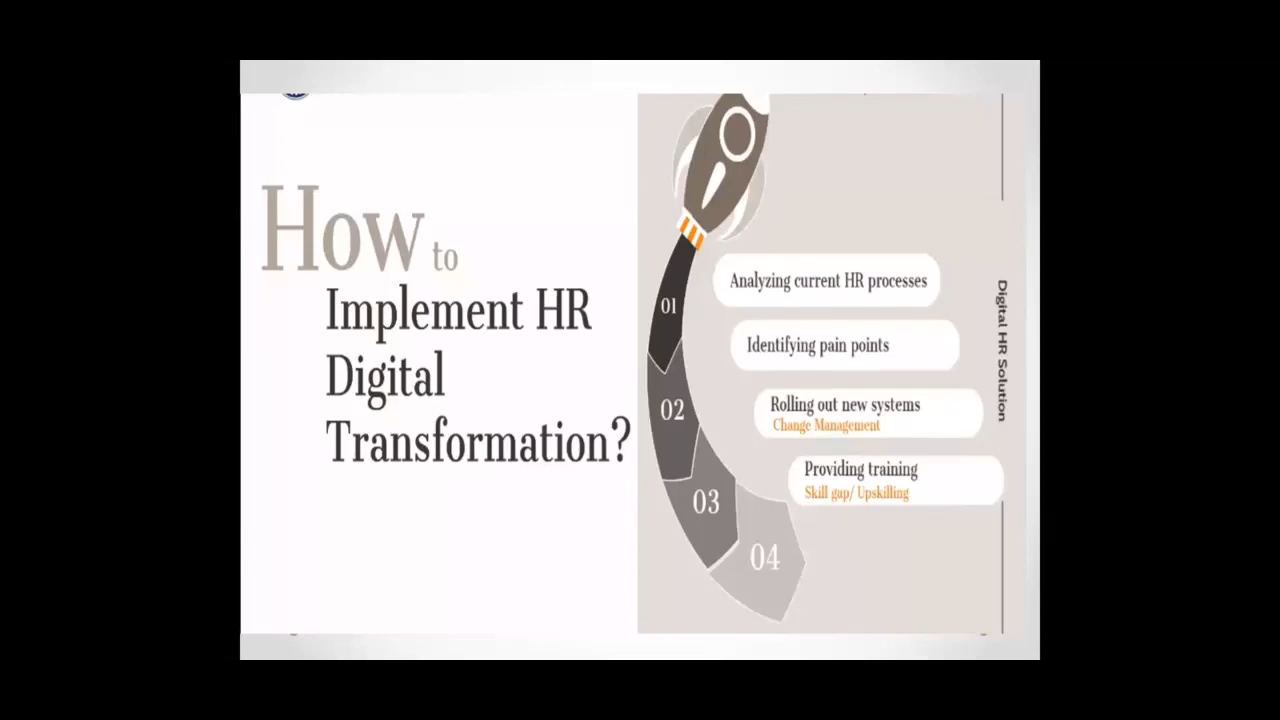 How to
Implement HR
Digital
Transformation?
01
02
03
04
Analyzing current HR processes
Identifying pain points
Rolling out new systems
Change Management
Providing training
Skill gap/ Upskilling
Digital HR Solution